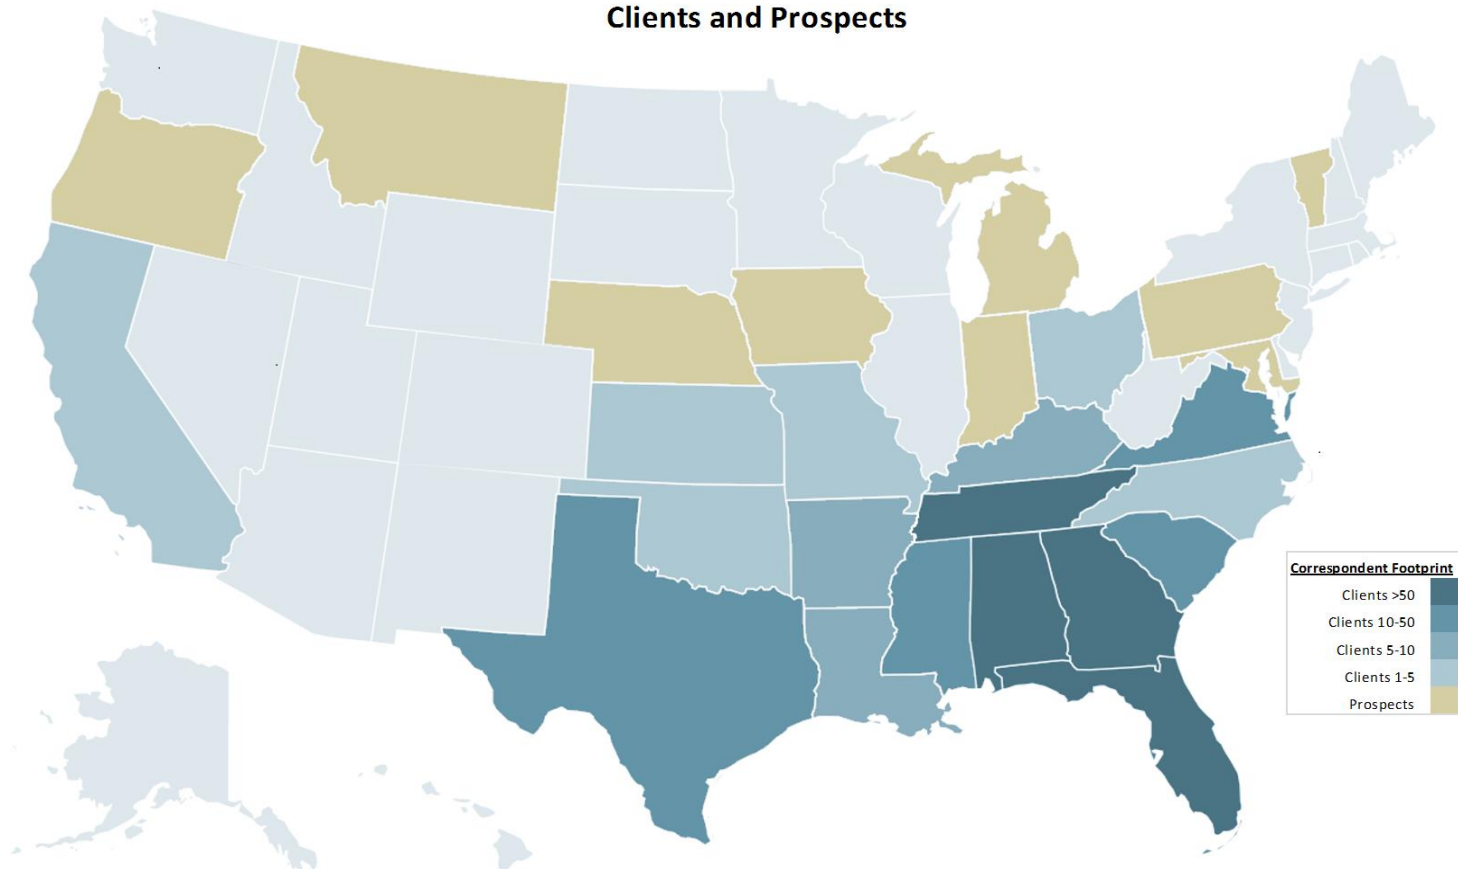 Clients and Prospects
Correspondent Footprint
Clients >50
Clients 10-50
Clients 5-10
Clients 1-5
Prospects